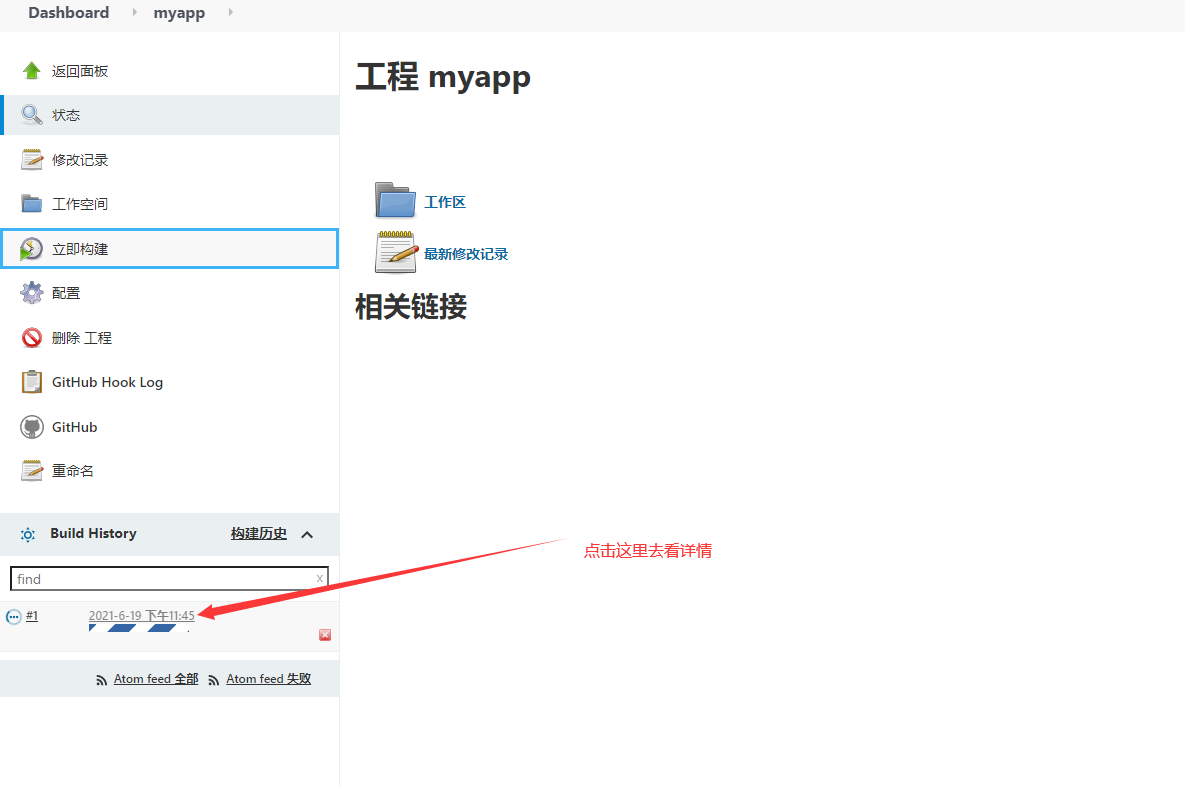 Dashboard myapp
返回面板
状态
修改记录
工作空间
立即构建
配置
删除 工程
GitHub Hook Log
GitHub
重命名
Build History 构建历史
find x
#1 2021-6-19 下午11:45
Atom feed 全部 Atom feed 失败
工程 myapp
工作区
最新修改记录
相关链接
点击这里去看详情